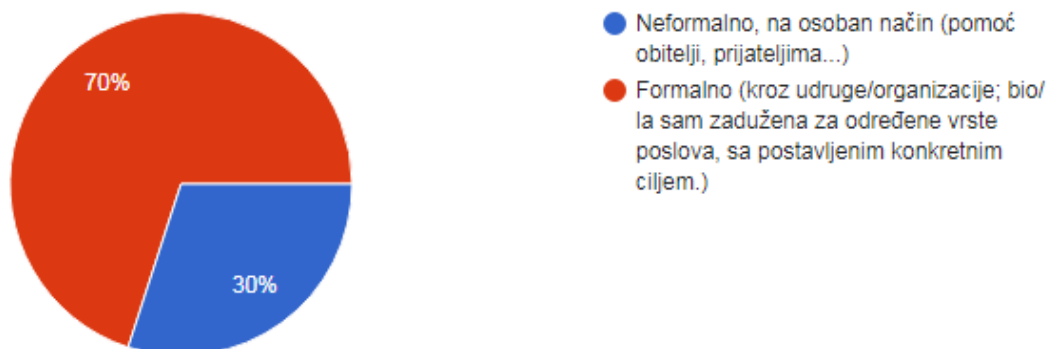 70%
30%
Neformalno, na osoban način (pomoć
obitelji, prijateljima...)
Formalno (kroz udruge/organizacije; bio/
la sam zadužena za određene vrste
poslova, sa postavljenim konkretnim
ciljem.)